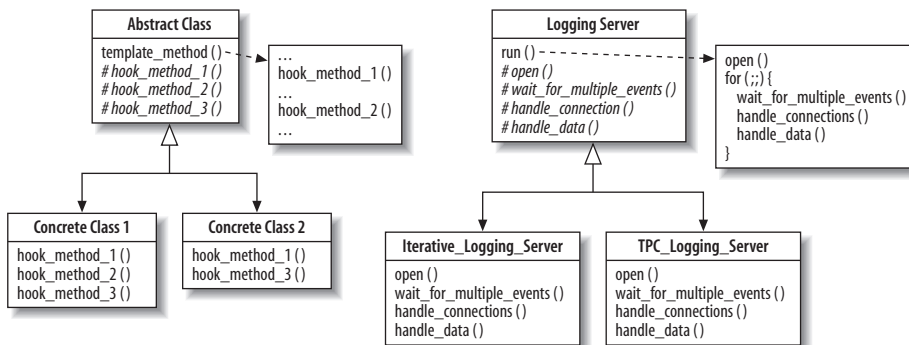 Abstract Class
template_method ( )
# hook_method_1 ( )
# hook_method_2 ( )
# hook_method_3 ( )
...
hook_method_1 ( )
...
hook_method_2 ( )
...
Concrete Class 1
hook_method_1 ( )
hook_method_2 ( )
hook_method_3 ( )
Concrete Class 2
hook_method_1 ( )
hook_method_3 ( )
Logging Server
run ( )
# open ( )
# wait_for_multiple_events ( )
# handle_connection ( )
# handle_data ( )
open ( )
for ( ;; ) {
wait_for_multiple_events ( )
handle_connections ( )
handle_data ( )
}
Iterative_Logging_Server
open ( )
wait_for_multiple_events ( )
handle_connections ( )
handle_data ( )
TPC_Logging_Server
open ( )
wait_for_multiple_events ( )
handle_connections ( )
handle_data ( )